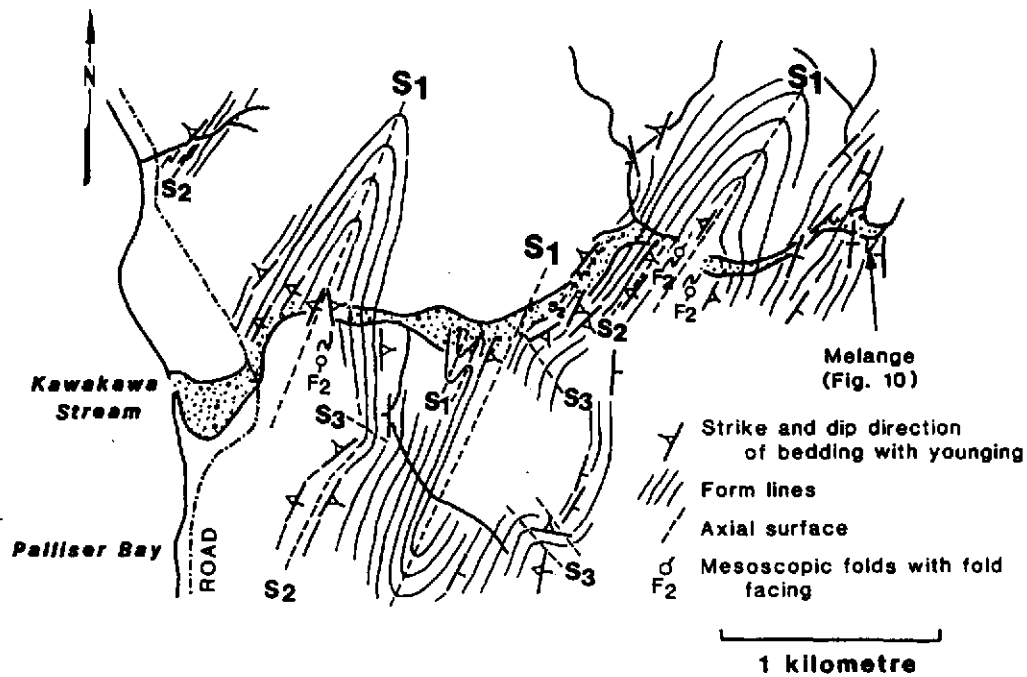 N
S1
S1
S2
S1
F2
F2
S2
Melange
(Fig. 10)
Kawakawa
Stream
F2
S1
S3
S3
Strike and dip direction
of bedding with younging
Form lines
Axial surface
Palliser Bay
ROAD
S2
S3
F2
Mesoscopic folds with fold
facing
1 kilometre